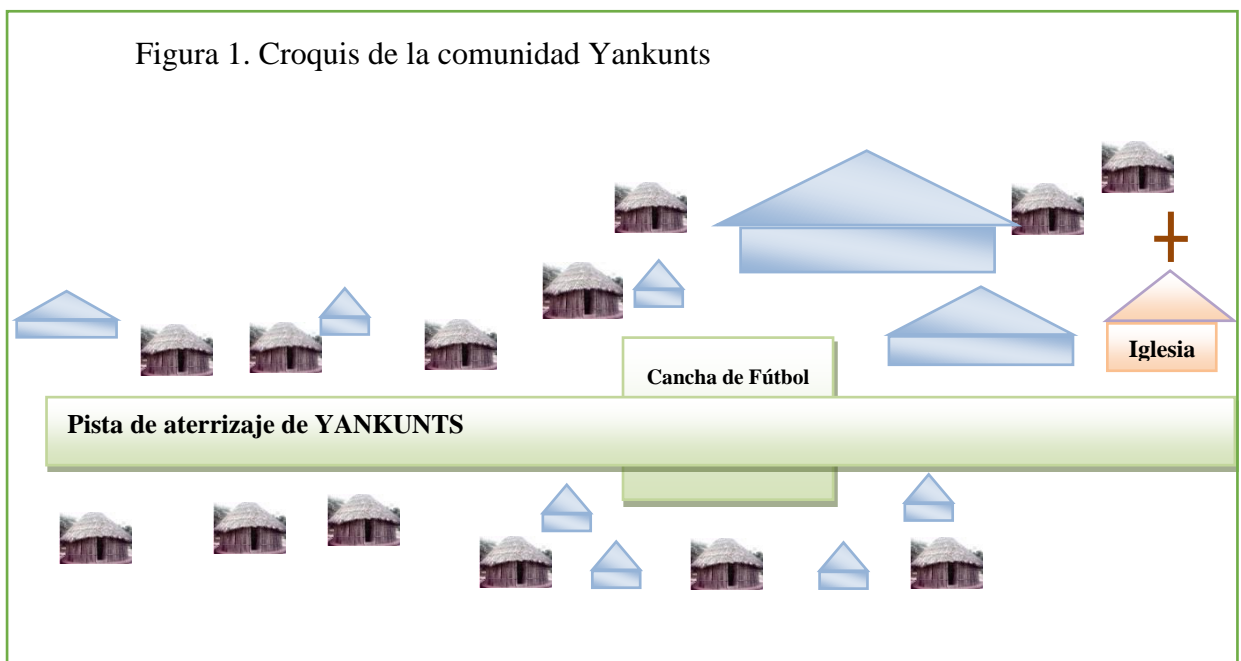 Figura 1. Croquis de la comunidad Yankunts
Iglesia
Cancha de Fútbol
Pista de aterrizaje de YANKUNTS